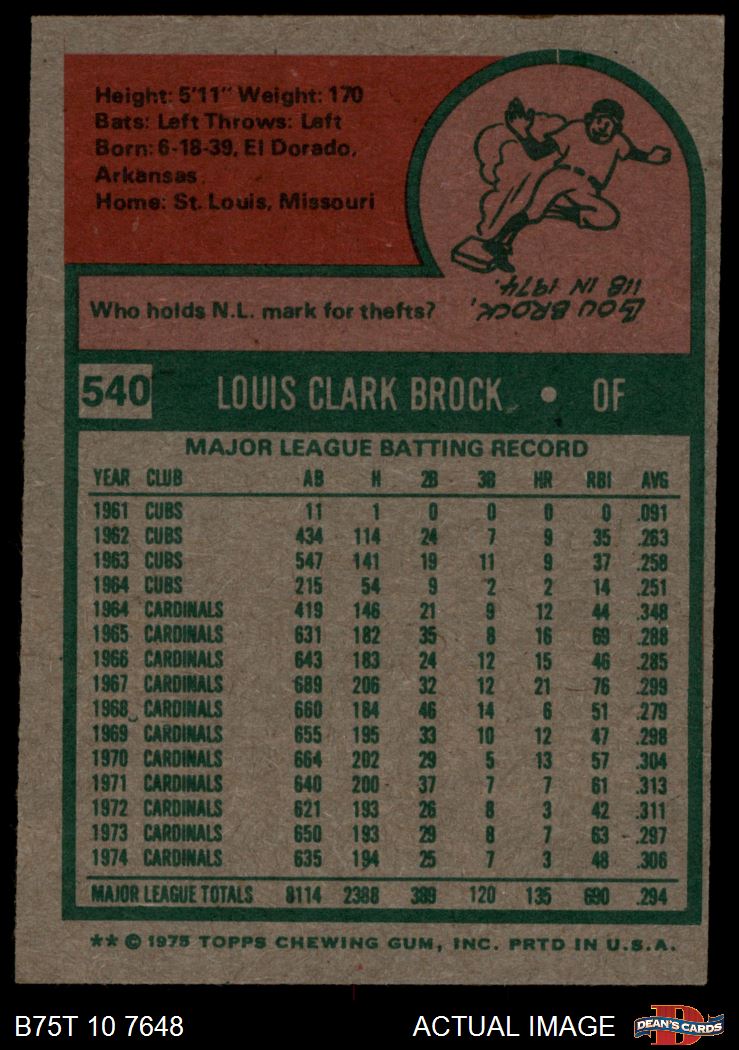 Height: 5'11" Weight: 170
Bats: Left Throws: Left
Born: 6-18-39, El Dorado,
Arkansas
Home: St. Louis, Missouri
Who holds N.L. mark for thefts?
LOU BROCK,
118 IN 1974.
540 LOUIS CLARK BROCK • OF
MAJOR LEAGUE BATTING RECORD
YEAR CLUB AB H 2B 3B HR RBI AVG
1961 CUBS 11 1 0 0 0 0 .091
1962 CUBS 434 114 24 7 9 35 .263
1963 CUBS 547 141 19 11 9 37 .258
1964 CUBS 215 54 9 2 2 14 .251
1964 CARDINALS 419 146 21 9 12 44 .348
1965 CARDINALS 631 182 35 8 16 69 .288
1966 CARDINALS 643 183 24 12 15 46 .285
1967 CARDINALS 689 206 32 12 21 76 .299
1968 CARDINALS 660 184 46 14 6 51 .279
1969 CARDINALS 655 195 33 10 12 47 .298
1970 CARDINALS 664 202 29 5 13 57 .304
1971 CARDINALS 640 200 37 7 7 61 .313
1972 CARDINALS 621 193 26 8 3 42 .311
1973 CARDINALS 650 193 29 8 7 63 .297
1974 CARDINALS 635 194 25 7 3 48 .306
MAJOR LEAGUE TOTALS 8114 2388 389 120 135 690 .294
** © 1975 TOPPS CHEWING GUM, INC. PRTD IN U.S.A.
B75T 10 7648 ACTUAL IMAGE DEAN'S CARDS